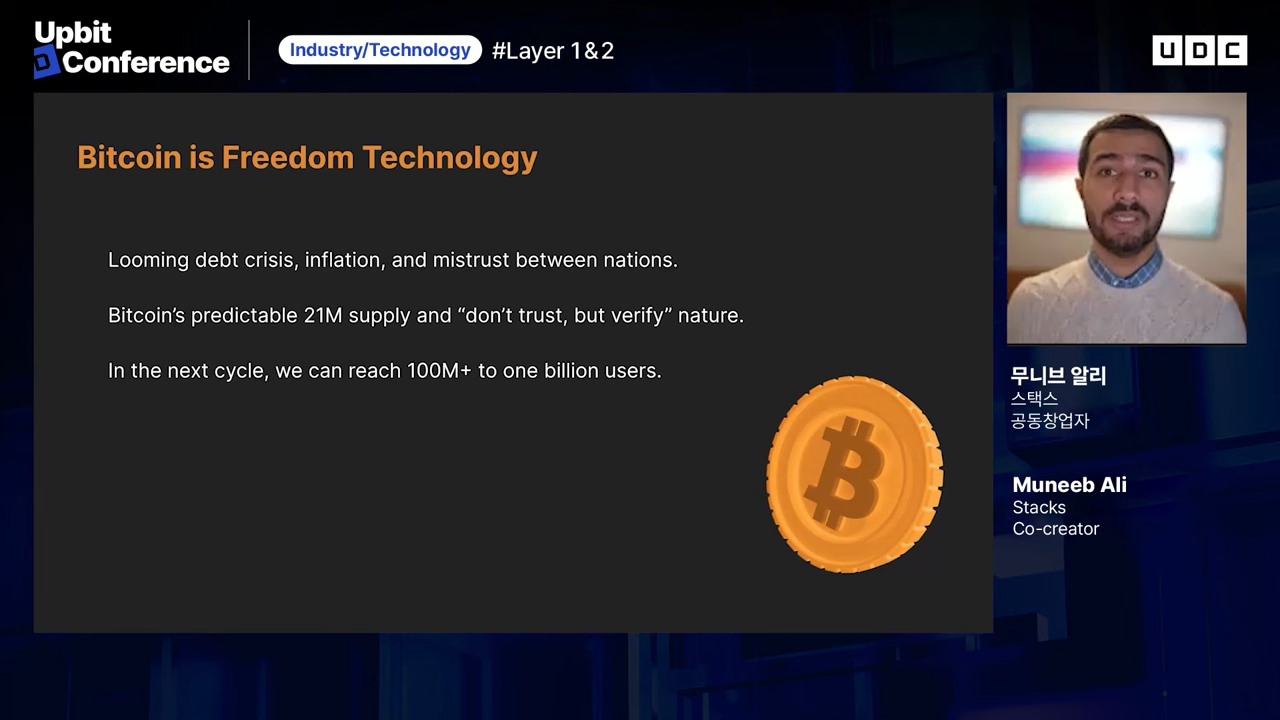 Upbit
D Conference
Industry/Technology #Layer 1&2
UDC
Bitcoin is Freedom Technology
Looming debt crisis, inflation, and mistrust between nations.
Bitcoin's predictable 21M supply and “don't trust, but verify” nature.
In the next cycle, we can reach 100M+ to one billion users.
무니브 알리
스택스
공동창업자
Muneeb Ali
Stacks
Co-creator